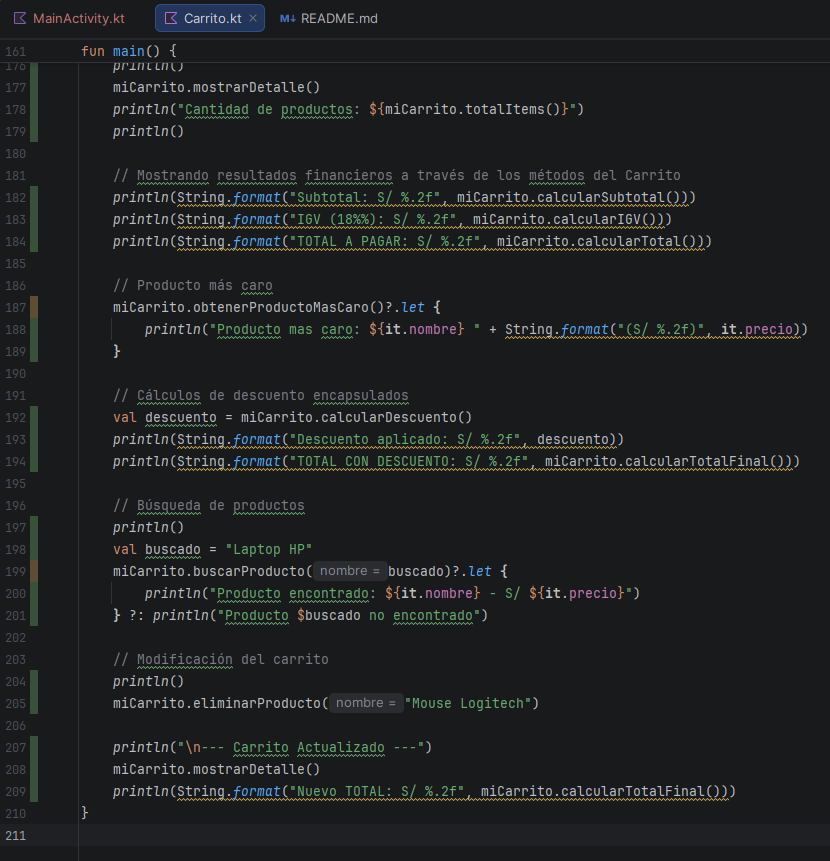 MainActivity.kt Carrito.kt README.md
161 fun main() {
176 println()
177 miCarrito.mostrarDetalle()
178 println("Cantidad de productos: ${miCarrito.totalItems()}")
179 println()
180
181 // Mostrando resultados financieros a través de los métodos del Carrito
182 println(String.format("Subtotal: S/ %.2f", miCarrito.calcularSubtotal()))
183 println(String.format("IGV (18%%): S/ %.2f", miCarrito.calcularIGV()))
184 println(String.format("TOTAL A PAGAR: S/ %.2f", miCarrito.calcularTotal()))
185
186 // Producto más caro
187 miCarrito.obtenerProductoMasCaro()?.let {
188 println("Producto mas caro: ${it.nombre} " + String.format("(S/ %.2f)", it.precio))
189 }
190
191 // Cálculos de descuento encapsulados
192 val descuento = miCarrito.calcularDescuento()
193 println(String.format("Descuento aplicado: S/ %.2f", descuento))
194 println(String.format("TOTAL CON DESCUENTO: S/ %.2f", miCarrito.calcularTotalFinal()))
195
196 // Búsqueda de productos
197 println()
198 val buscado = "Laptop HP"
199 miCarrito.buscarProducto( nombre = buscado)?.let {
200 println("Producto encontrado: ${it.nombre} - S/ ${it.precio}")
201 } ?: println("Producto $buscado no encontrado")
202
203 // Modificación del carrito
204 println()
205 miCarrito.eliminarProducto( nombre = "Mouse Logitech")
206
207 println("\n--- Carrito Actualizado ---")
208 miCarrito.mostrarDetalle()
209 println(String.format("Nuevo TOTAL: S/ %.2f", miCarrito.calcularTotalFinal()))
210 }
211